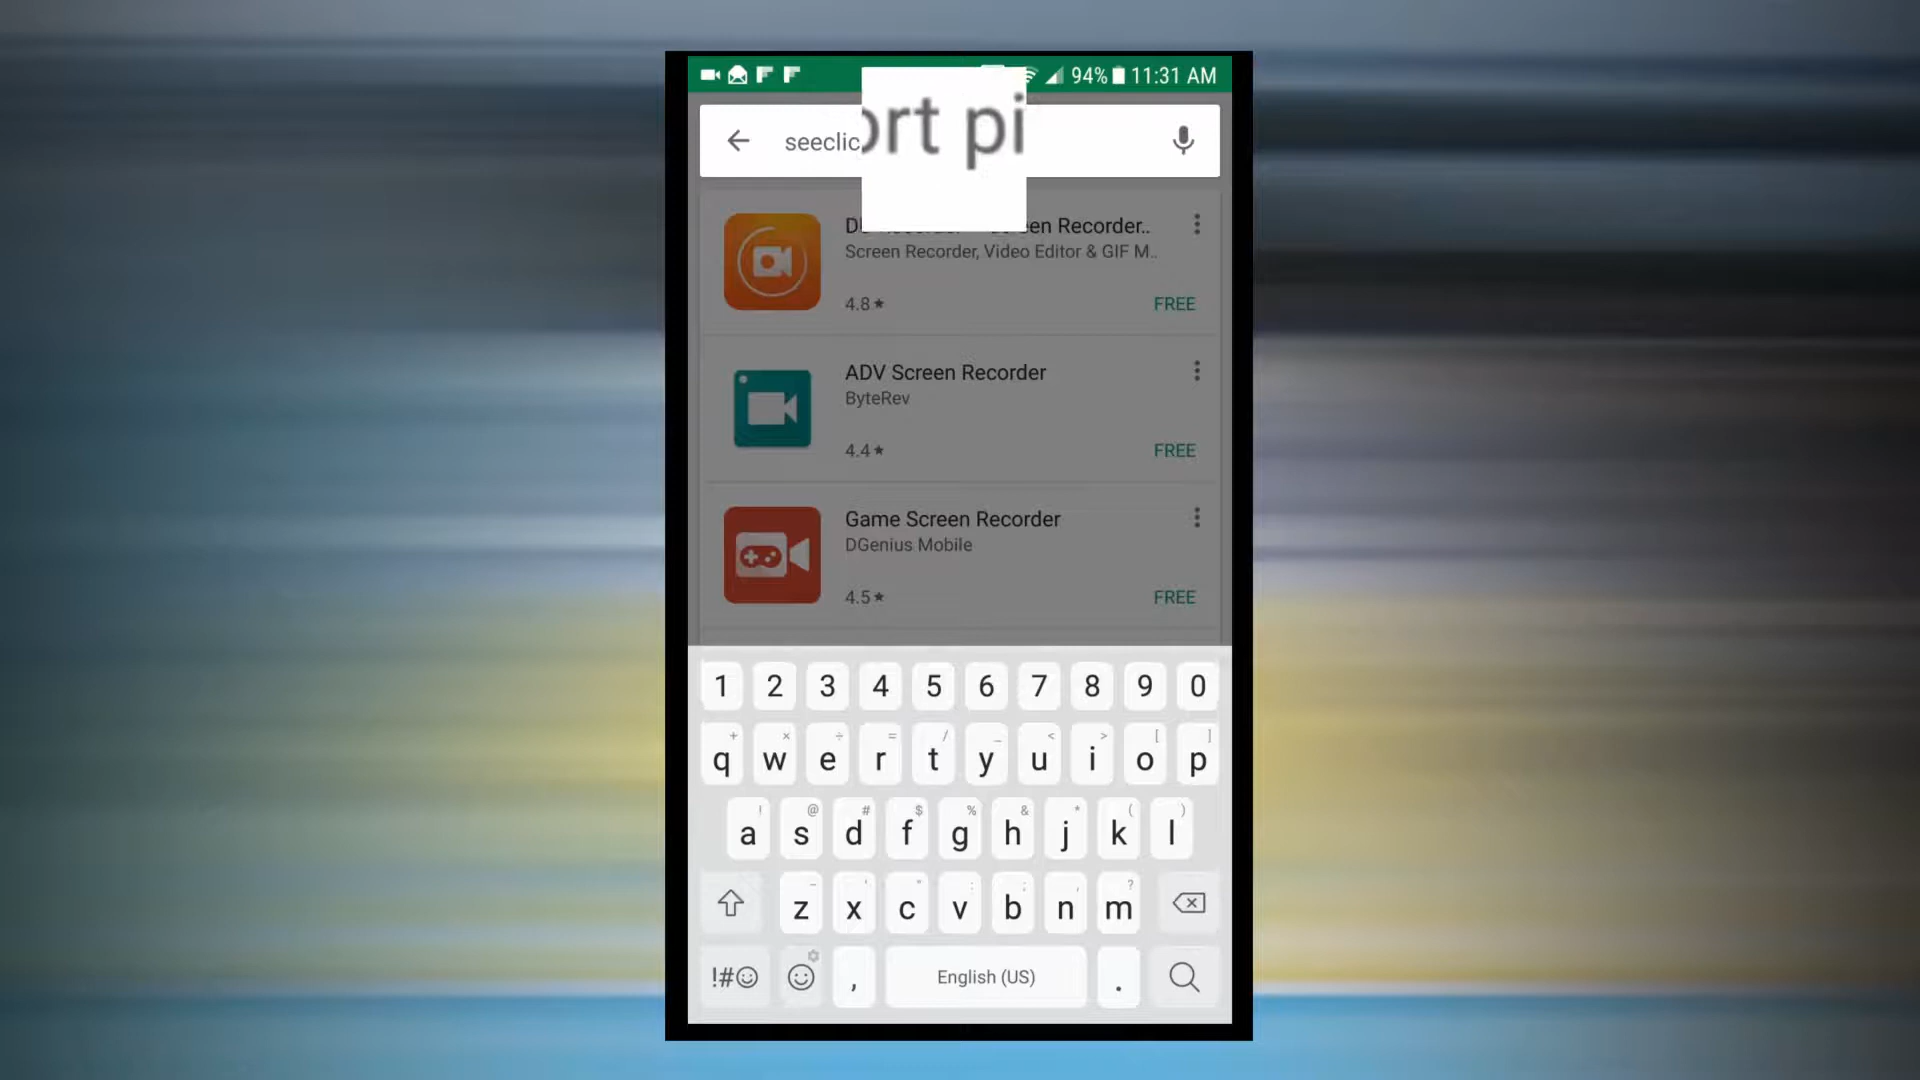 94% 11:31 AM
seeclic
ort pi
Screen Recorder..
Screen Recorder, Video Editor & GIF M..
4.8★ FREE
ADV Screen Recorder
ByteRev
4.4★ FREE
Game Screen Recorder
DGenius Mobile
4.5★ FREE
1 2 3 4 5 6 7 8 9 0
q w e r t y u i o p
a s d f g h j k l
z x c v b n m
!#☺ , English (US) .